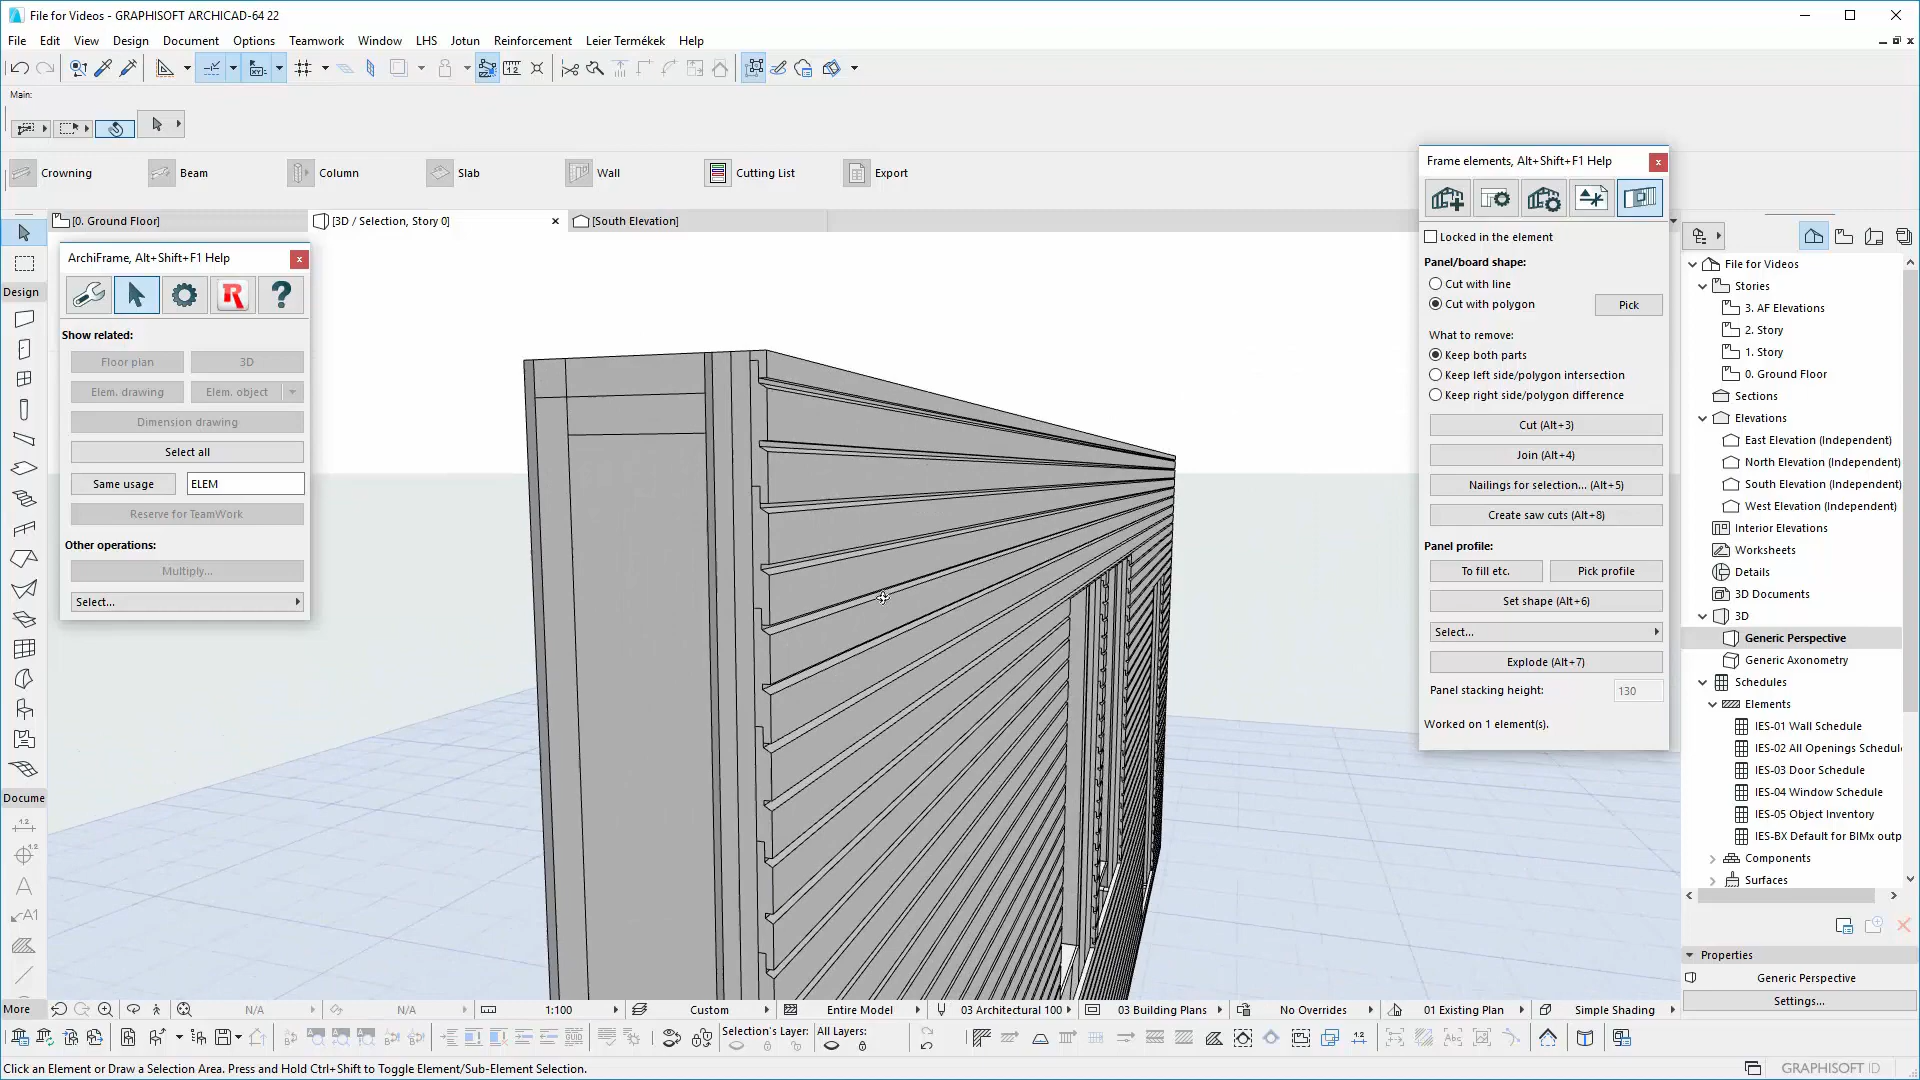 File for Videos - GRAPHISOFT ARCHICAD-64 22
File Edit View Design Document Options Teamwork Window LHS Jotun Reinforcement Leier Termékek Help
Main:
Crowning Beam Column Slab Wall Cutting List Export
[0. Ground Floor] [3D / Selection, Story 0] [South Elevation]
Design
ArchiFrame, Alt+Shift+F1 Help
Show related:
Floor plan 3D
Elem. drawing Elem. object
Dimension drawing
Select all
Same usage ELEM
Reserve for TeamWork
Other operations:
Multiply...
Select...
Docume
More
Frame elements, Alt+Shift+F1 Help
Locked in the element
Panel/board shape:
Cut with line
Cut with polygon Pick
What to remove:
Keep both parts
Keep left side/polygon intersection
Keep right side/polygon difference
Cut (Alt+3)
Join (Alt+4)
Nailings for selection... (Alt+5)
Create saw cuts (Alt+8)
Panel profile:
To fill etc. Pick profile
Set shape (Alt+6)
Select...
Explode (Alt+7)
Panel stacking height: 130
Worked on 1 element(s).
File for Videos
Stories
3. AF Elevations
2. Story
1. Story
0. Ground Floor
Sections
Elevations
East Elevation (Independent)
North Elevation (Independent)
South Elevation (Independent)
West Elevation (Independent)
Interior Elevations
Worksheets
Details
3D Documents
3D
Generic Perspective
Generic Axonometry
Schedules
Elements
IES-01 Wall Schedule
IES-02 All Openings Schedul
IES-03 Door Schedule
IES-04 Window Schedule
IES-05 Object Inventory
IES-BX Default for BIMx outp
Components
Surfaces
Properties
Generic Perspective
Settings...
N/A N/A 1:100 Custom Entire Model 03 Architectural 100 03 Building Plans No Overrides 01 Existing Plan Simple Shading
Selection's Layer: All Layers:
Click an Element or Draw a Selection Area. Press and Hold Ctrl+Shift to Toggle Element/Sub-Element Selection.
GRAPHISOFT ID